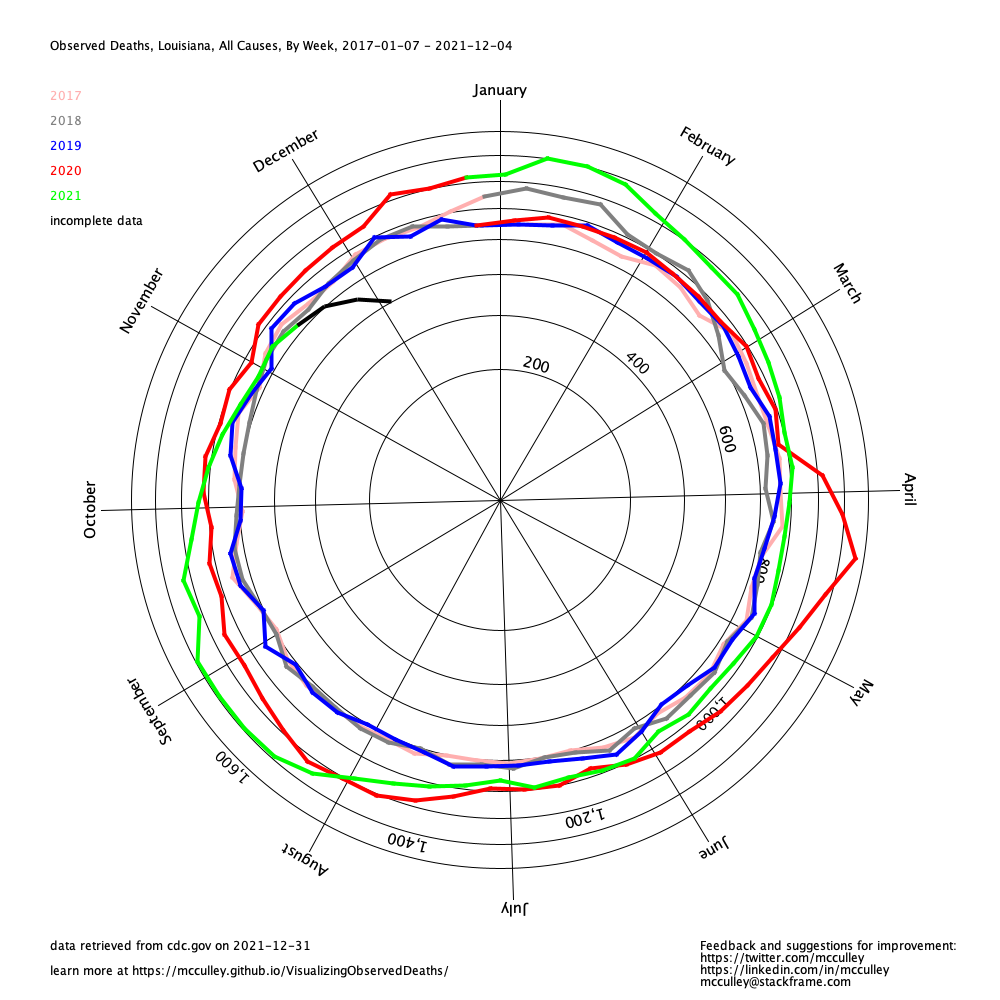 Observed Deaths, Louisiana, All Causes, By Week, 2017-01-07 - 2021-12-04
January
2017
2018
2019
2020
2021
incomplete data
December
February
November
March
200
400
600
October
April
800
September
May
1,000
1,600
1,200
1,400
August
June
July
data retrieved from cdc.gov on 2021-12-31
learn more at https://mcculley.github.io/VisualizingObservedDeaths/
Feedback and suggestions for improvement:
https://twitter.com/mcculley
https://linkedin.com/in/mcculley
mcculley@stackframe.com